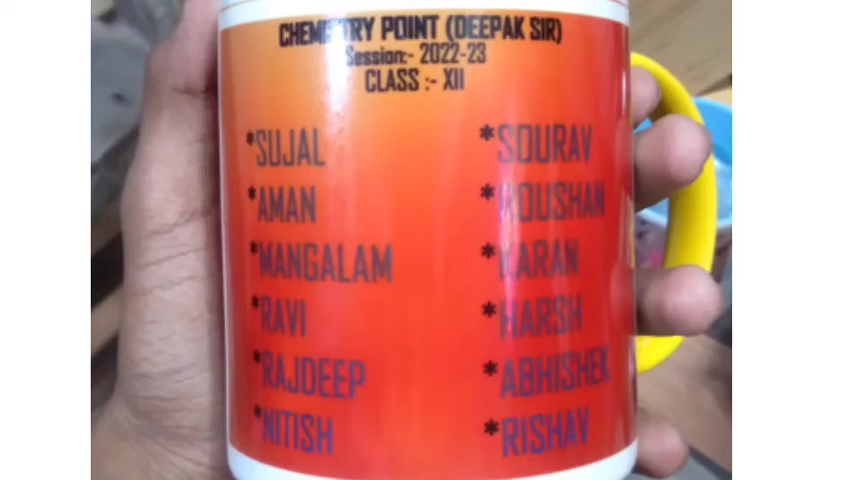 CHEMISTRY POINT (DEEPAK SIR)
Session:- 2022-23
CLASS :- XII
*SUJAL *SOURAV
*AMAN *KOUSHAN
*MANGALAM *KARAN
*RAVI *HARSH
*RAJDEEP *ABHISHEK
*NITISH *RISHAV